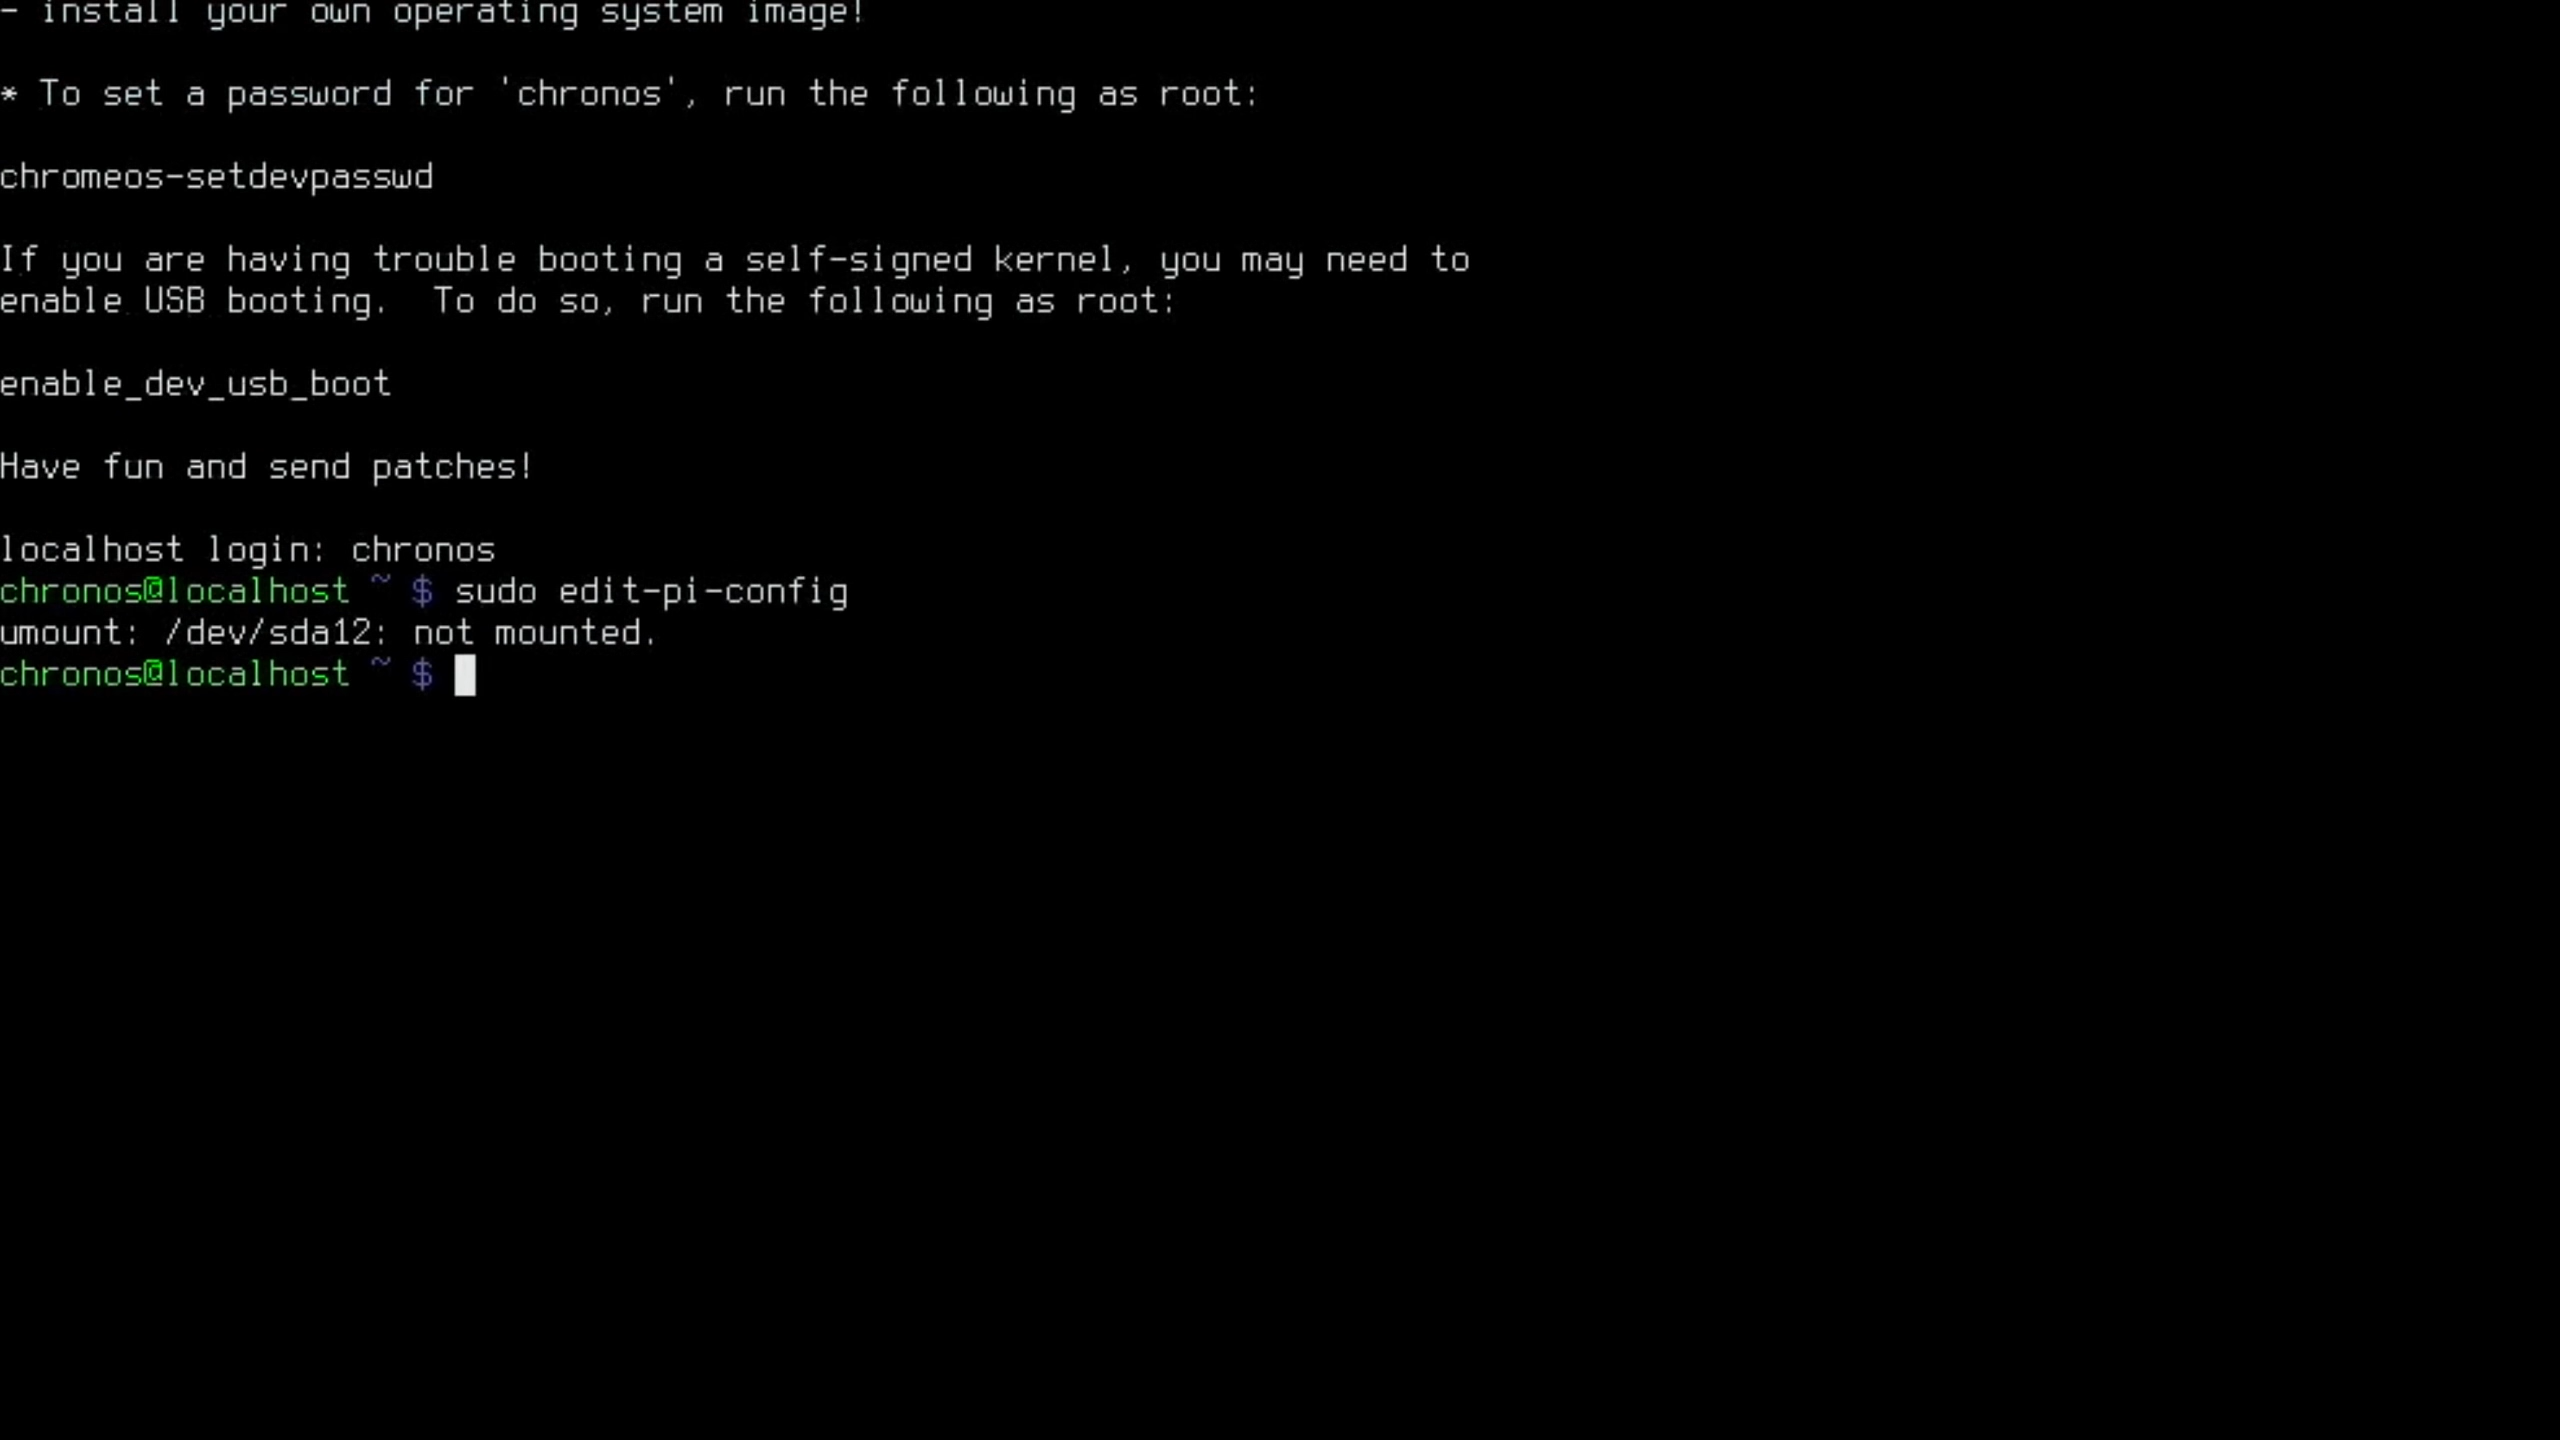 - install your own operating system image!
* To set a password for 'chronos', run the following as root:
chromeos-setdevpasswd
If you are having trouble booting a self-signed kernel, you may need to
enable USB booting.  To do so, run the following as root:
enable_dev_usb_boot
Have fun and send patches!
localhost login: chronos
chronos@localhost ~ $ sudo edit-pi-config
umount: /dev/sda12: not mounted.
chronos@localhost ~ $